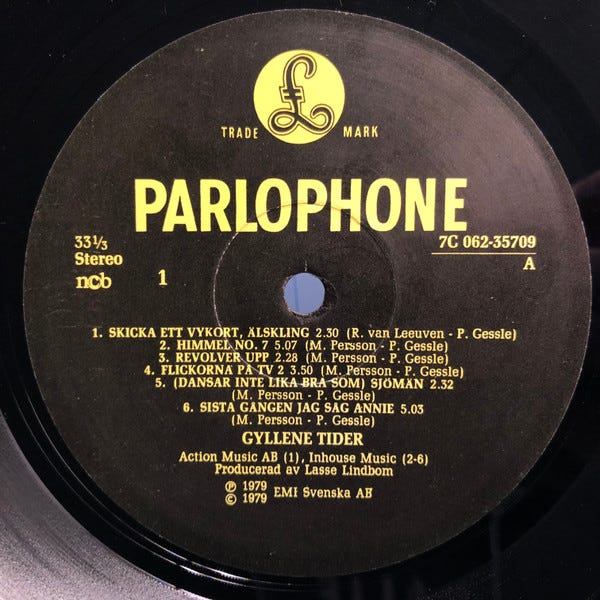 £
TRADE MARK
PARLOPHONE
33⅓
Stereo
ncb
1
7C 062-35709
A
1. SKICKA ETT VYKORT, ÄLSKLING 2.30 (R. van Leeuven - P. Gessle)
2. HIMMEL NO. 7 5.07 (M. Persson - P. Gessle)
3. REVOLVER UPP 2.28 (M. Persson - P. Gessle)
4. FLICKORNA PÅ TV 2 3.50 (M. Persson - P. Gessle)
5. (DANSAR INTE LIKA BRA SOM) SJÖMÄN 2.32
(M. Persson - P. Gessle)
6. SISTA GÅNGEN JAG SÅG ANNIE 5.03
(M. Persson - P. Gessle)
GYLLENE TIDER
Action Music AB (1), Inhouse Music (2-6)
Producerad av Lasse Lindbom
℗ 1979
© 1979 EMI Svenska AB